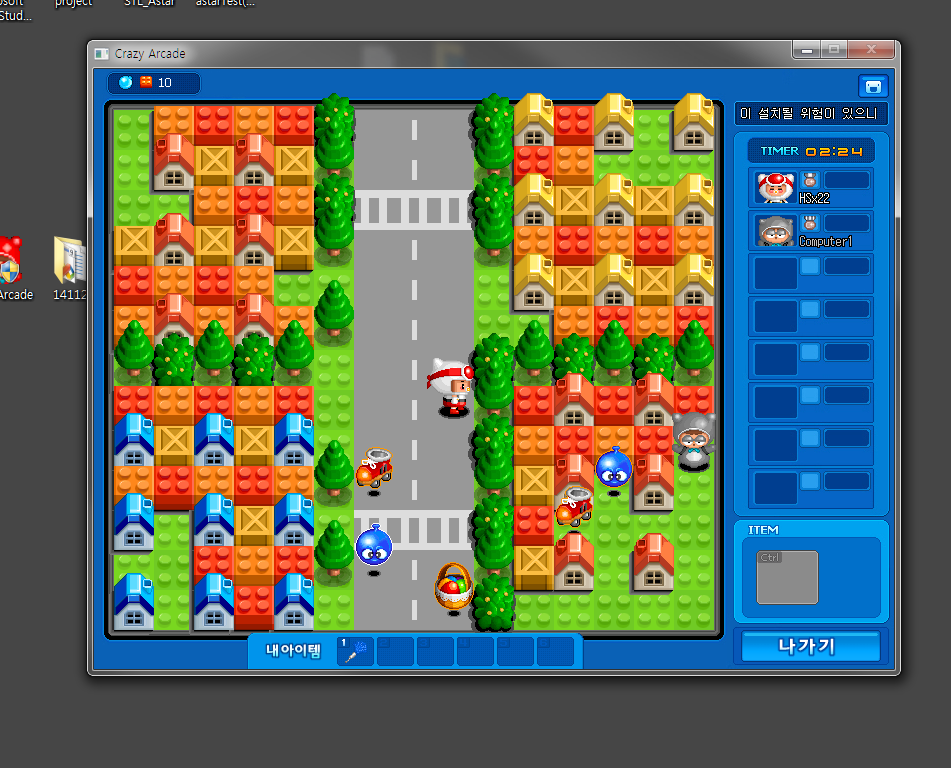 Stud...
project
STL_Astar
astarTest(...
Crazy Arcade
10
이 설치될 위험이 있으니
TIMER 02:24
HSx22
Computer1
Arcade
14112
ITEM
Ctrl
내아이템
1
나가기